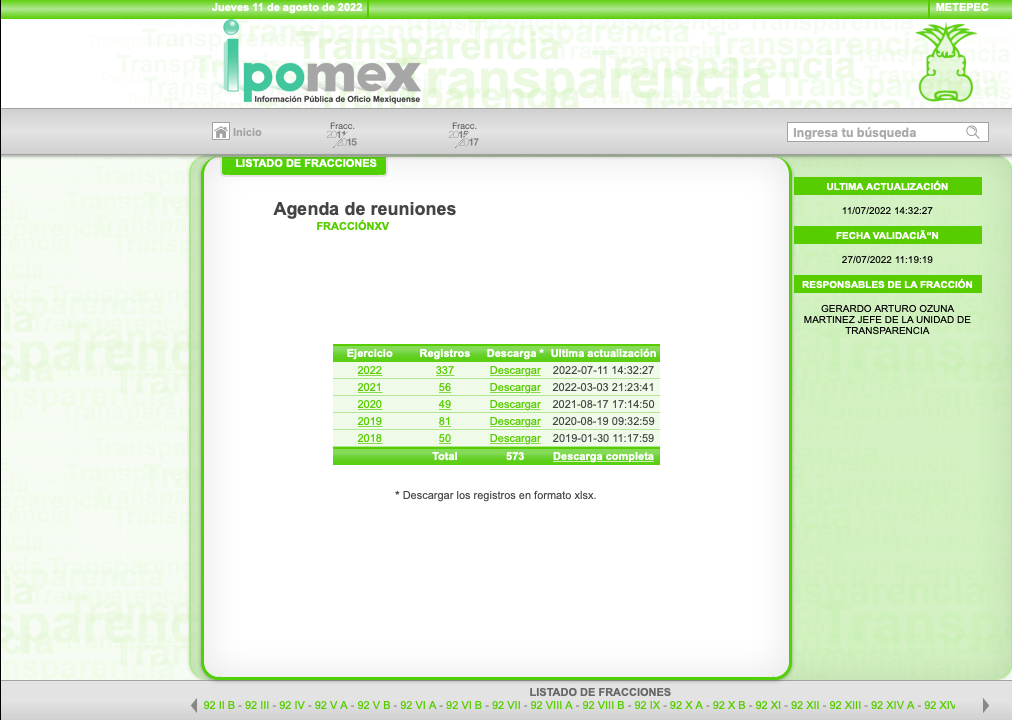 Jueves 11 de agosto de 2022
METEPEC
ipomex
Información Pública de Oficio Mexiquense
Inicio
Fracc.
2015
Fracc.
2017
Ingresa tu búsqueda
LISTADO DE FRACCIONES
Agenda de reuniones
FRACCIÓNXV
Ejercicio Registros Descarga * Ultima actualización
2022 337 Descargar 2022-07-11 14:32:27
2021 56 Descargar 2022-03-03 21:23:41
2020 49 Descargar 2021-08-17 17:14:50
2019 81 Descargar 2020-08-19 09:32:59
2018 50 Descargar 2019-01-30 11:17:59
Total 573 Descarga completa
* Descargar los registros en formato xlsx.
ULTIMA ACTUALIZACIÓN
11/07/2022 14:32:27
FECHA VALIDACIÃ“N
27/07/2022 11:19:19
RESPONSABLES DE LA FRACCIÓN
GERARDO ARTURO OZUNA
MARTINEZ JEFE DE LA UNIDAD DE
TRANSPARENCIA
LISTADO DE FRACCIONES
92 II B - 92 III - 92 IV - 92 V A - 92 V B - 92 VI A - 92 VI B - 92 VII - 92 VIII A - 92 VIII B - 92 IX - 92 X A - 92 X B - 92 XI - 92 XII - 92 XIII - 92 XIV A - 92 XIV